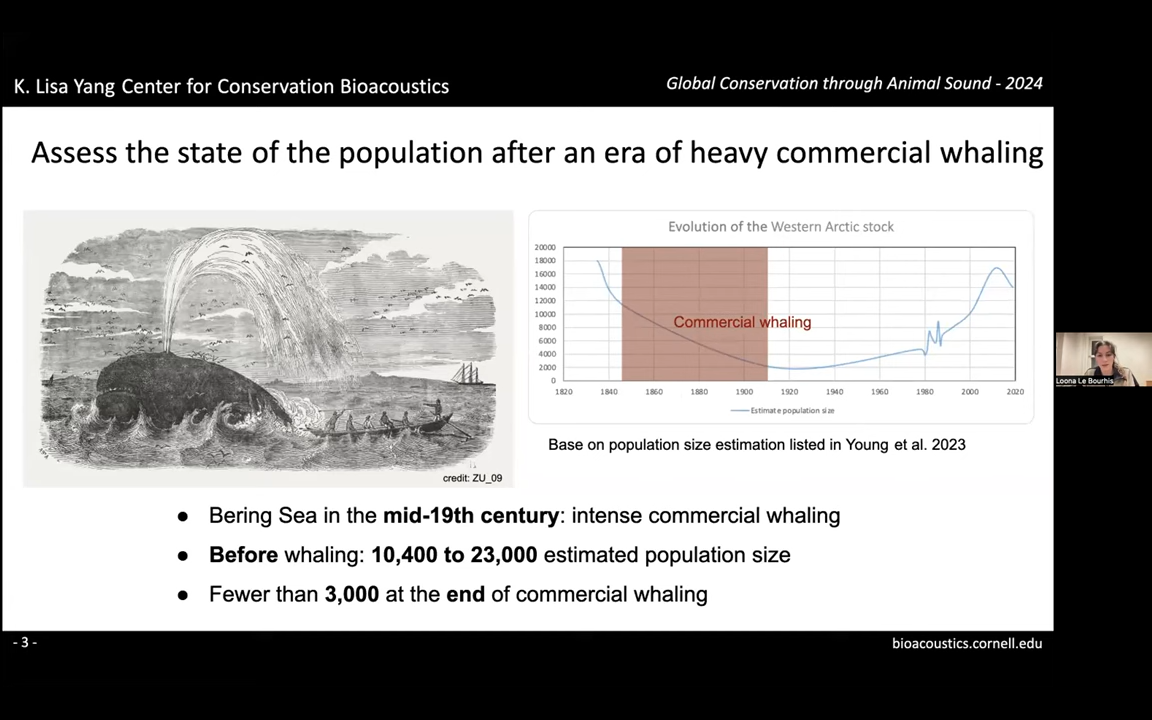 K. Lisa Yang Center for Conservation Bioacoustics
Global Conservation through Animal Sound - 2024
Assess the state of the population after an era of heavy commercial whaling
credit: ZU_09
Evolution of the Western Arctic stock
20000
18000
16000
14000
12000
10000
8000
6000
4000
2000
0
Commercial whaling
1820 1840 1860 1880 1900 1920 1940 1960 1980 2000 2020
Estimate population size
Base on population size estimation listed in Young et al. 2023
● Bering Sea in the mid-19th century: intense commercial whaling
● Before whaling: 10,400 to 23,000 estimated population size
● Fewer than 3,000 at the end of commercial whaling
- 3 -
bioacoustics.cornell.edu
Loona Le Bourhis